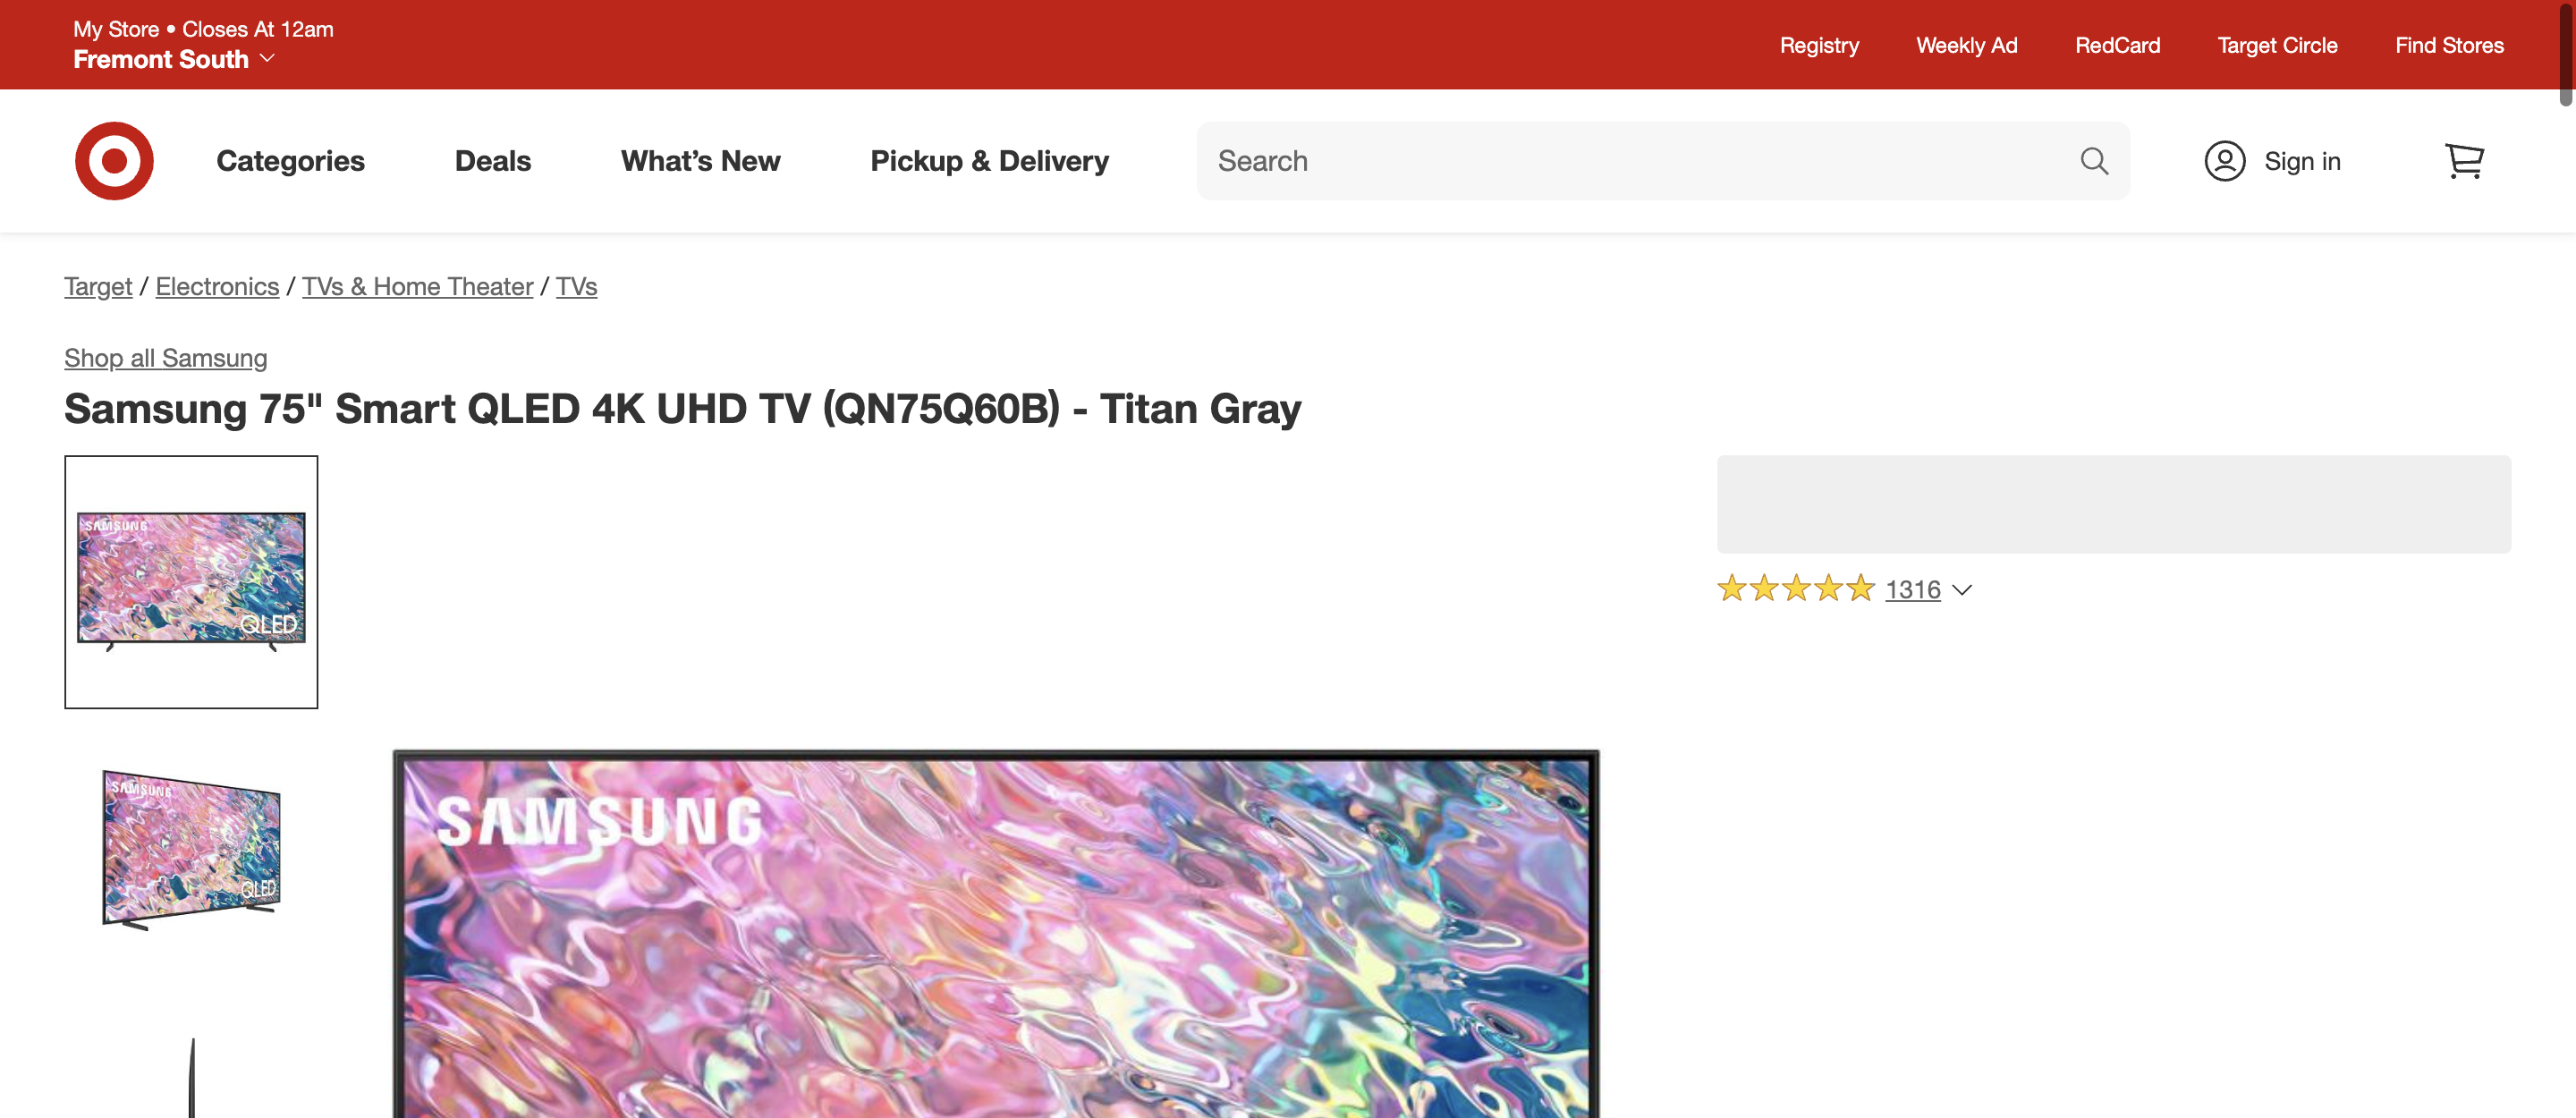 My Store • Closes At 12am
Fremont South
Registry
Weekly Ad
RedCard
Target Circle
Find Stores
Categories
Deals
What’s New
Pickup & Delivery
Search
Sign in
Target / Electronics / TVs & Home Theater / TVs
Shop all Samsung
Samsung 75" Smart QLED 4K UHD TV (QN75Q60B) - Titan Gray
SAMSUNG
QLED
1316
SAMSUNG
QLED
SAMSUNG